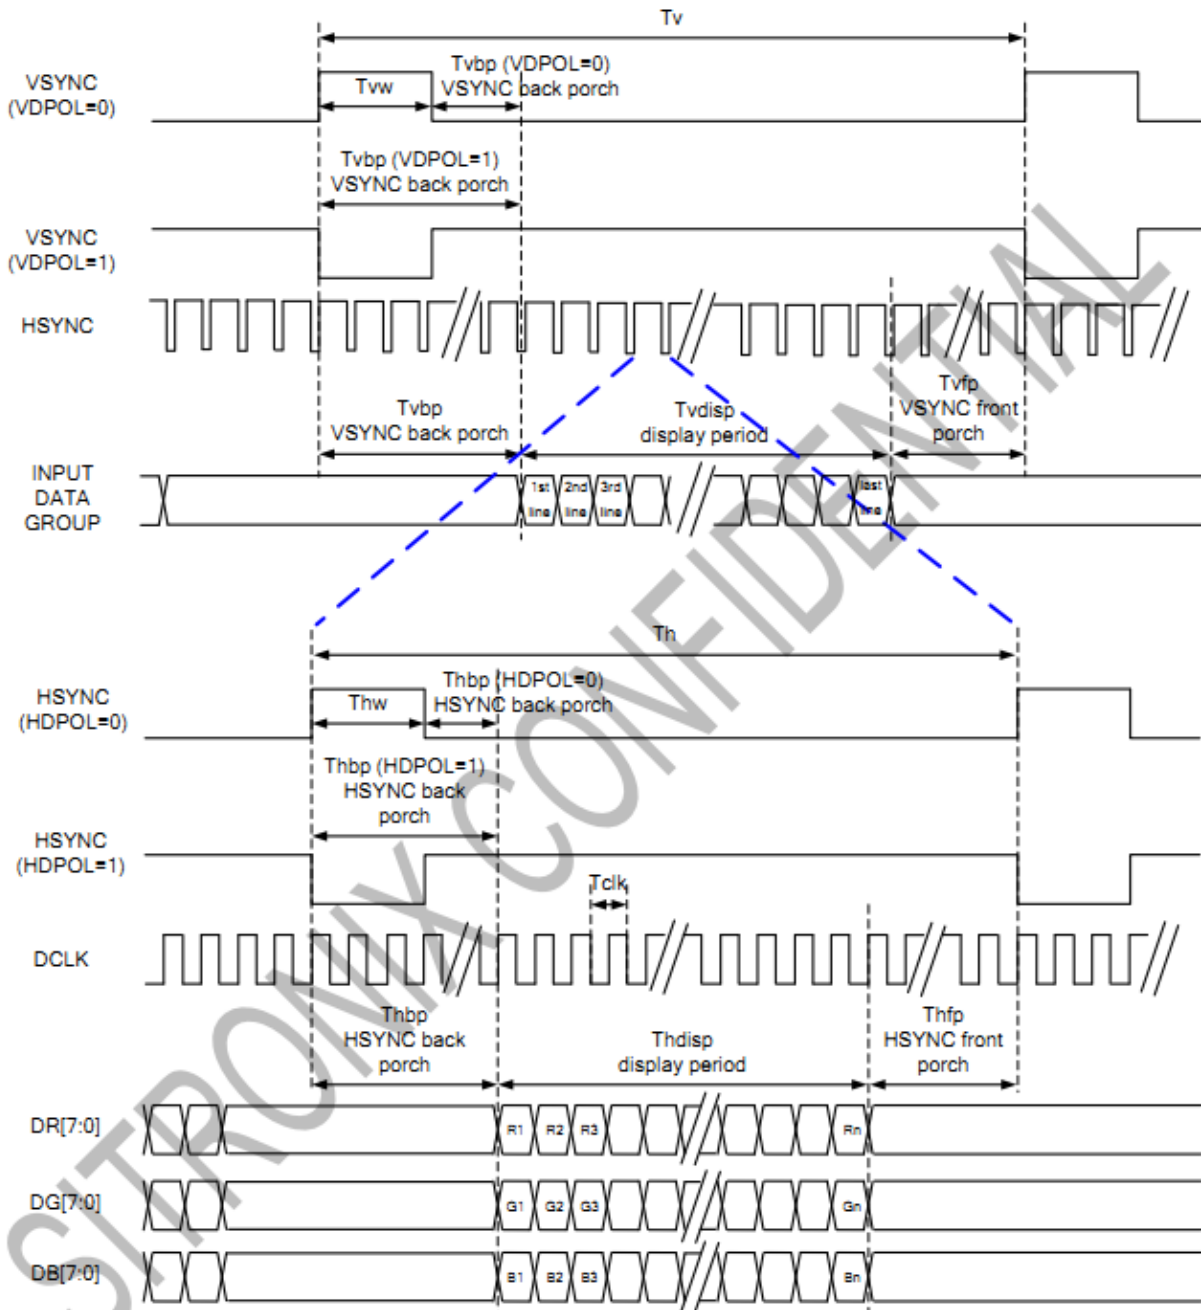 Tv
VSYNC
(VDPOL=0)
Tvw
Tvbp (VDPOL=0)
VSYNC back porch
Tvbp (VDPOL=1)
VSYNC back porch
VSYNC
(VDPOL=1)
HSYNC
Tvbp
VSYNC back porch
Tvdisp
display period
Tvfp
VSYNC front
porch
INPUT
DATA
GROUP
1st
line
2nd
line
3rd
line
last
line
Th
HSYNC
(HDPOL=0)
Thw
Thbp (HDPOL=0)
HSYNC back porch
Thbp (HDPOL=1)
HSYNC back
porch
HSYNC
(HDPOL=1)
Tclk
DCLK
Thbp
HSYNC back
porch
Thdisp
display period
Thfp
HSYNC front
porch
DR[7:0]
R1 R2 R3 Rn
DG[7:0]
G1 G2 G3 Gn
DB[7:0]
B1 B2 B3 Bn
SITRONIX CONFIDENTIAL